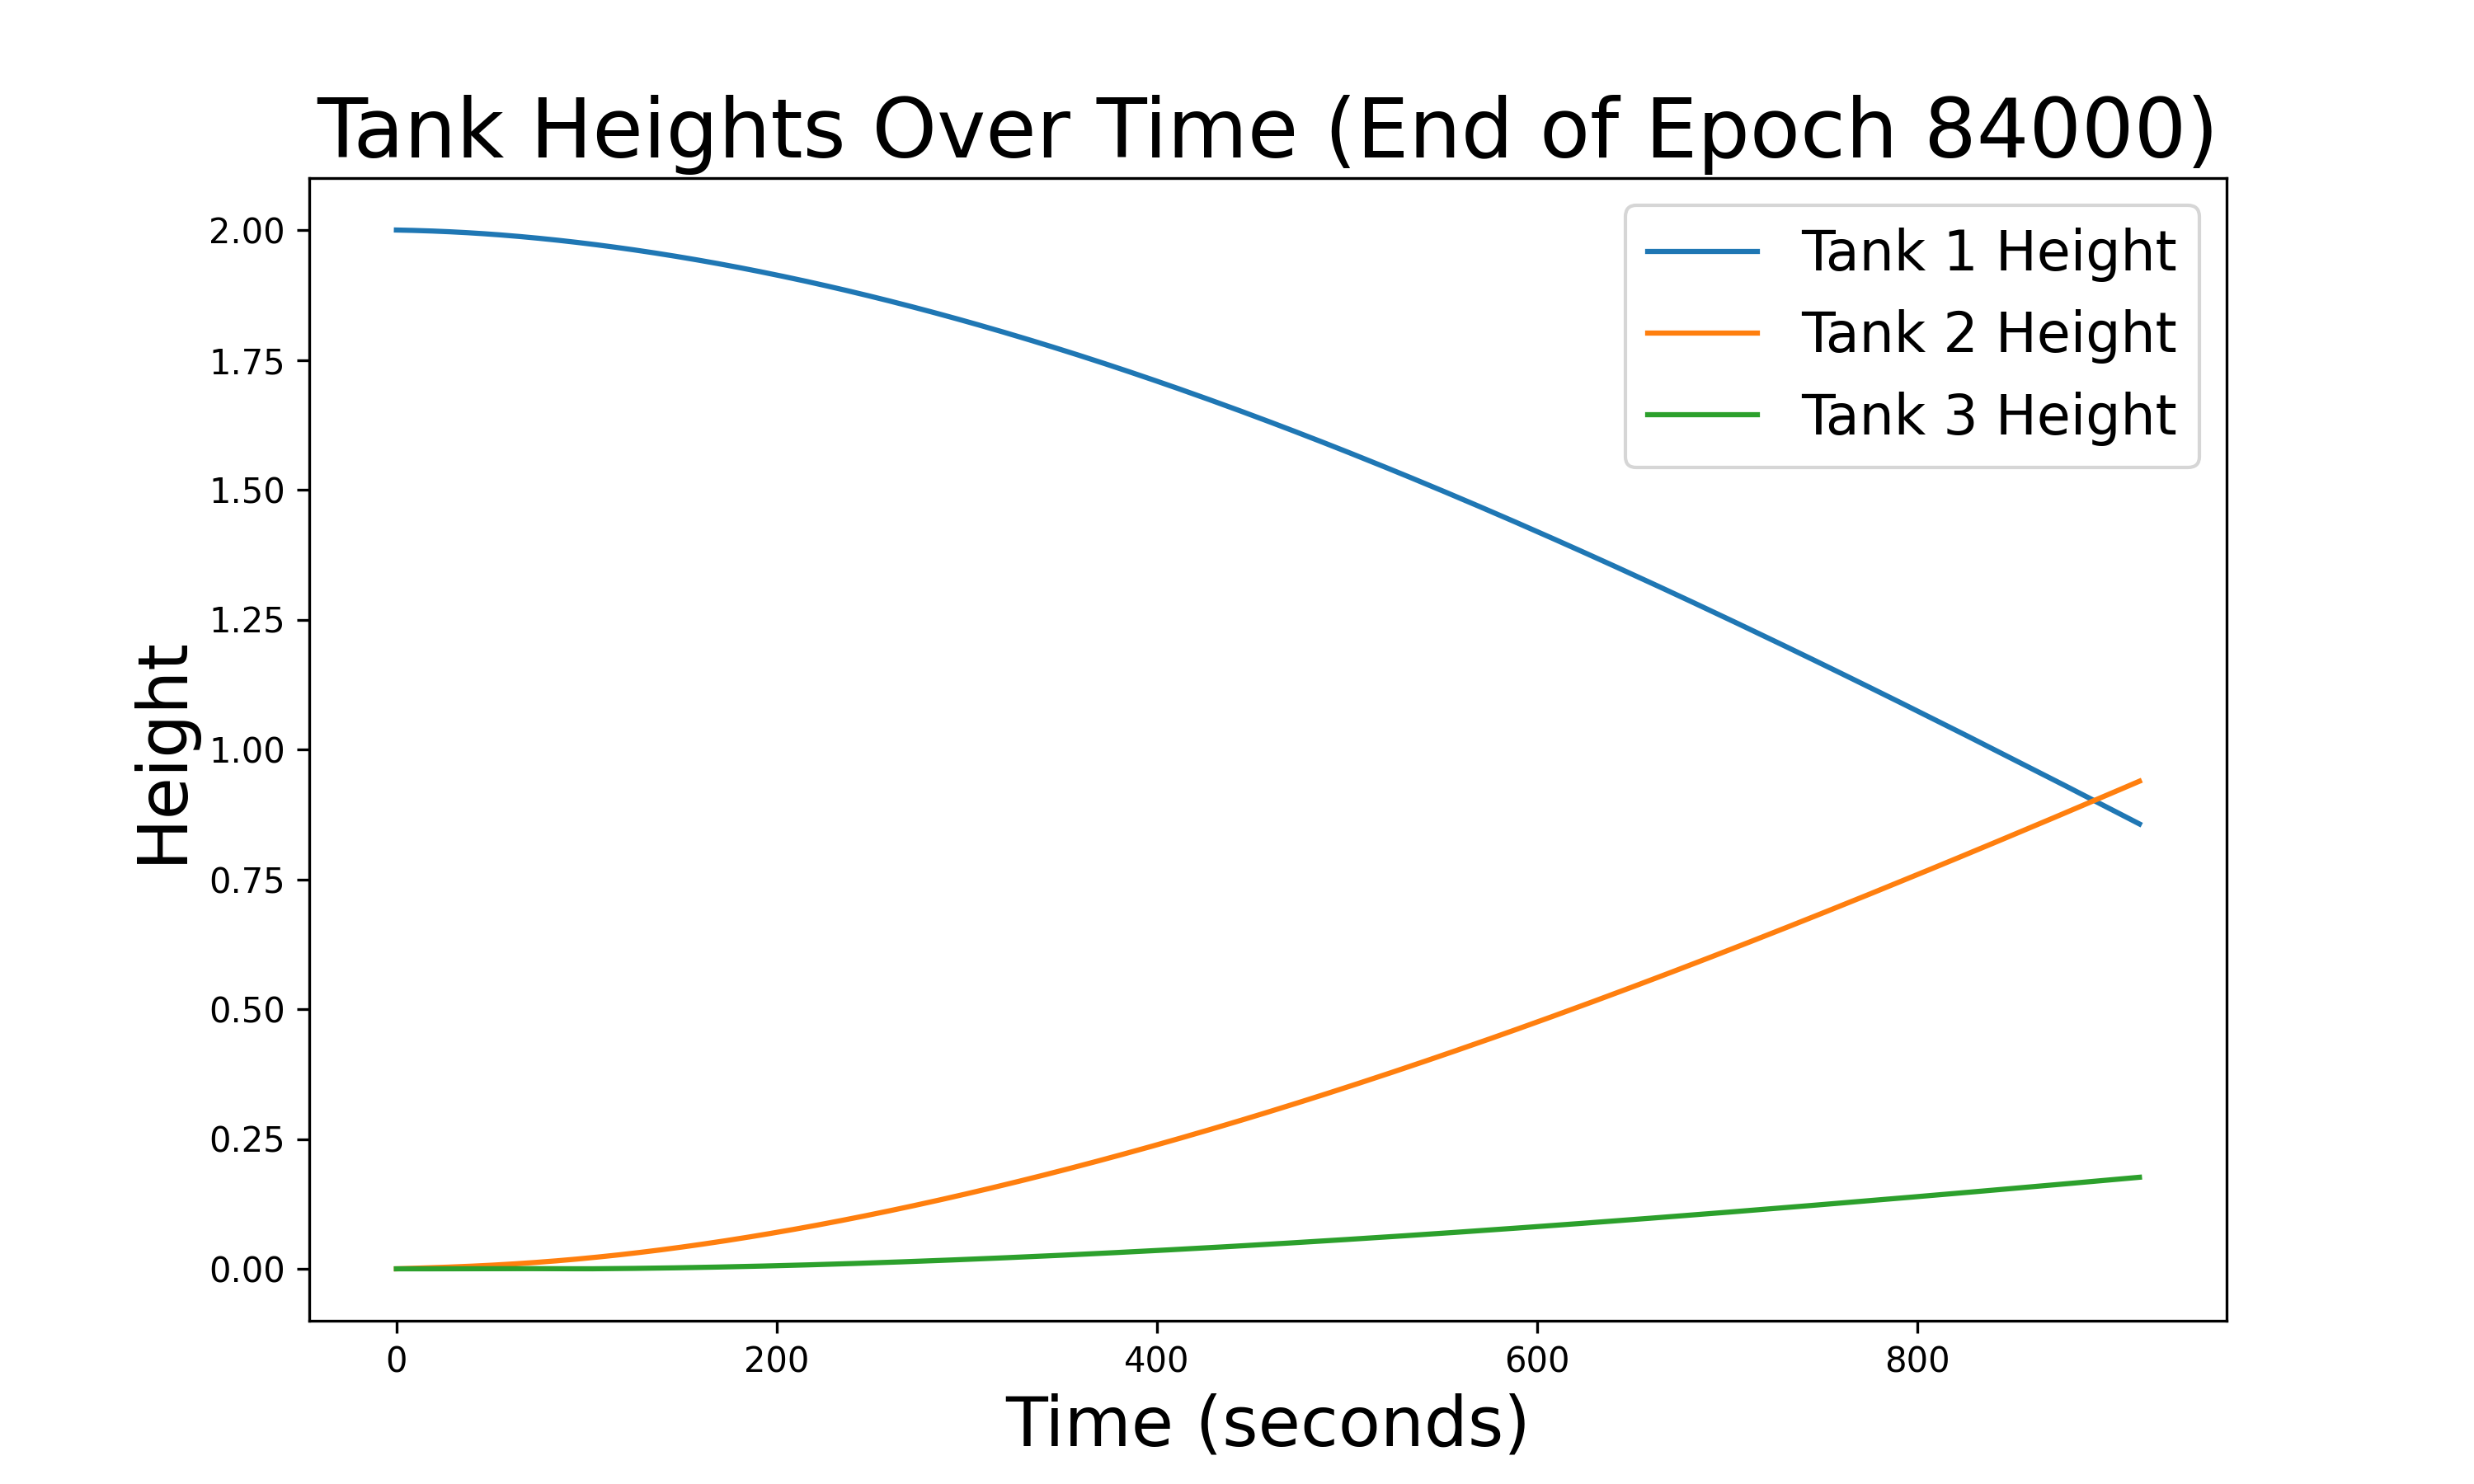 Tank Heights Over Time (End of Epoch 84000)
Tank 1 Height
Tank 2 Height
Tank 3 Height
Height
2.00
1.75
1.50
1.25
1.00
0.75
0.50
0.25
0.00
0 200 400 600 800
Time (seconds)